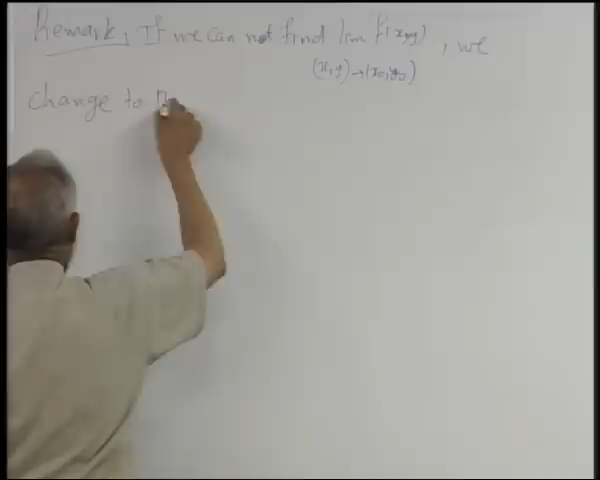 Remark, If we can not find lim f(x,y), we
(x,y)→(x₀,y₀)
change to